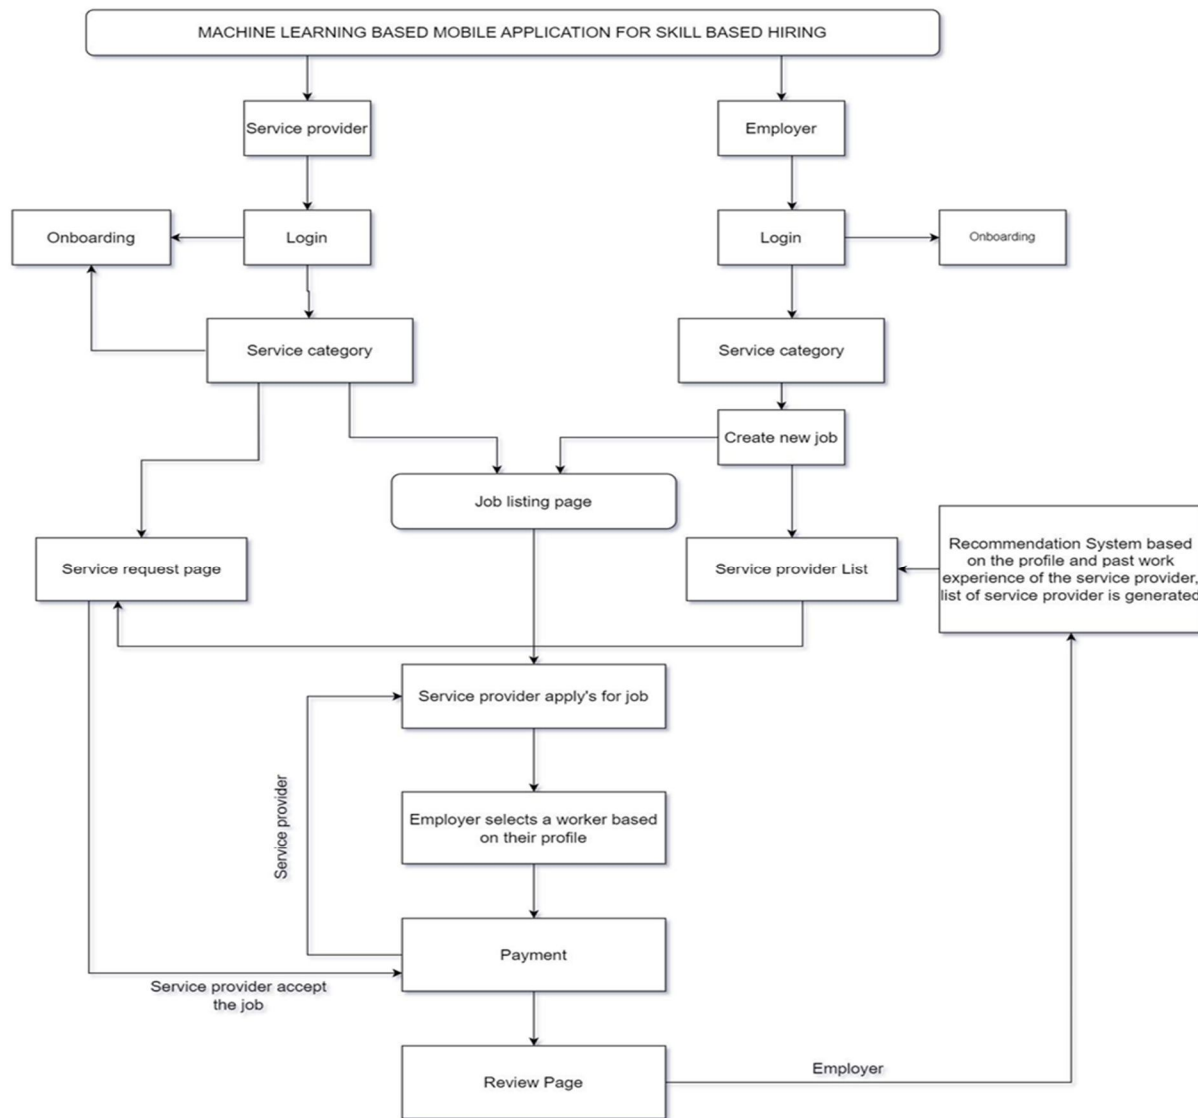 MACHINE LEARNING BASED MOBILE APPLICATION FOR SKILL BASED HIRING
Service provider
Employer
Onboarding
Login
Login
Onboarding
Service category
Service category
Create new job
Job listing page
Service request page
Service provider List
Recommendation System based
on the profile and past work
experience of the service provider,
list of service provider is generated
Service provider apply's for job
Service provider
Employer selects a worker based
on their profile
Payment
Service provider accept
the job
Review Page
Employer